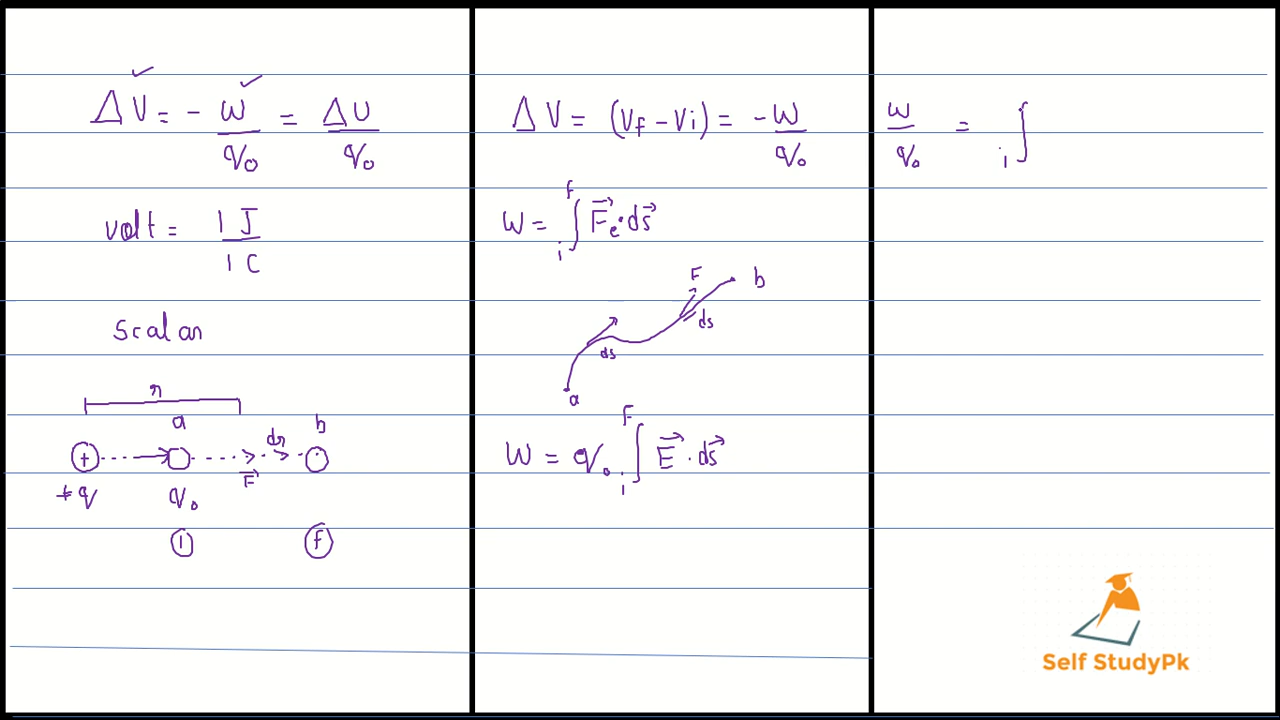 ΔV = - W/q₀ = ΔU/q₀
volt = 1 J / 1 C
Scalar
r
a b
+ dr
F⃗
+q q₀
i f
ΔV = (Vf - Vi) = -W/q₀
W = ∫ᵢᶠ F⃗e · ds⃗
F b
ds
ds
a
W = q₀ ∫ᵢᶠ E⃗ · ds⃗
W/q₀ = ᵢ∫
Self StudyPk